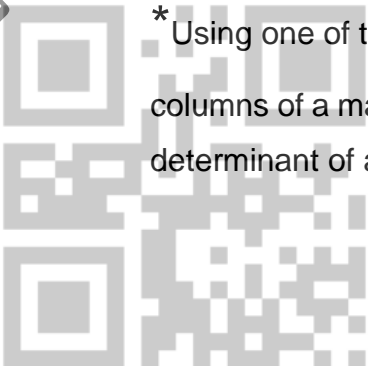 *Using one of t
columns of a ma
determinant of a